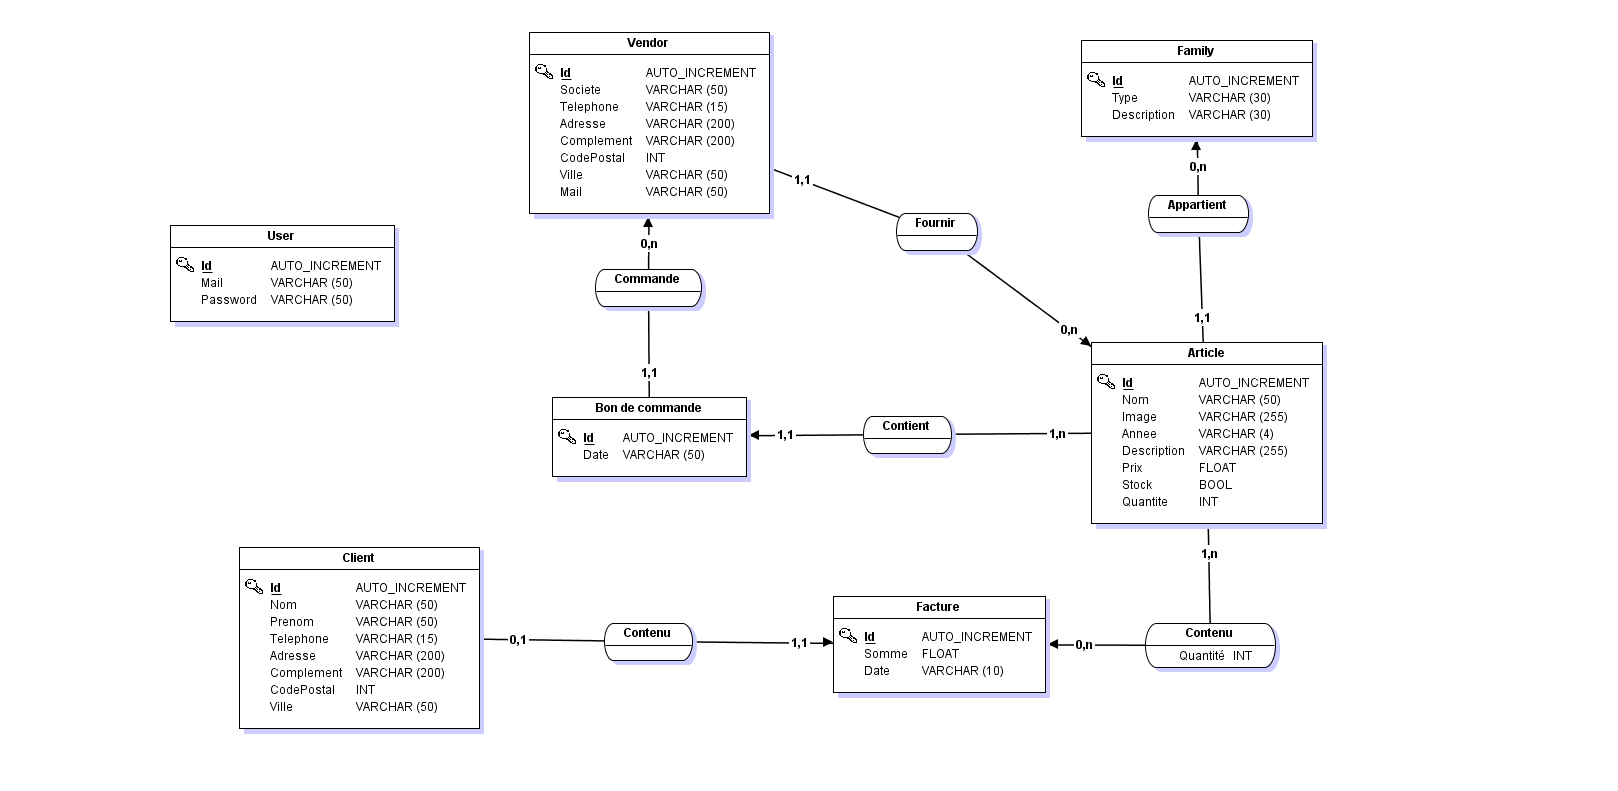 Vendor
Id AUTO_INCREMENT
Societe VARCHAR (50)
Telephone VARCHAR (15)
Adresse VARCHAR (200)
Complement VARCHAR (200)
CodePostal INT
Ville VARCHAR (50)
Mail VARCHAR (50)
Family
Id AUTO_INCREMENT
Type VARCHAR (30)
Description VARCHAR (30)
1,1
Fournir
0,n
0,n
Appartient
1,1
User
Id AUTO_INCREMENT
Mail VARCHAR (50)
Password VARCHAR (50)
0,n
Commande
1,1
Article
Id AUTO_INCREMENT
Nom VARCHAR (50)
Image VARCHAR (255)
Annee VARCHAR (4)
Description VARCHAR (255)
Prix FLOAT
Stock BOOL
Quantite INT
Bon de commande
Id AUTO_INCREMENT
Date VARCHAR (50)
1,1
Contient
1,n
1,n
Client
Id AUTO_INCREMENT
Nom VARCHAR (50)
Prenom VARCHAR (50)
Telephone VARCHAR (15)
Adresse VARCHAR (200)
Complement VARCHAR (200)
CodePostal INT
Ville VARCHAR (50)
0,1
Contenu
1,1
Facture
Id AUTO_INCREMENT
Somme FLOAT
Date VARCHAR (10)
0,n
Contenu
Quantité INT